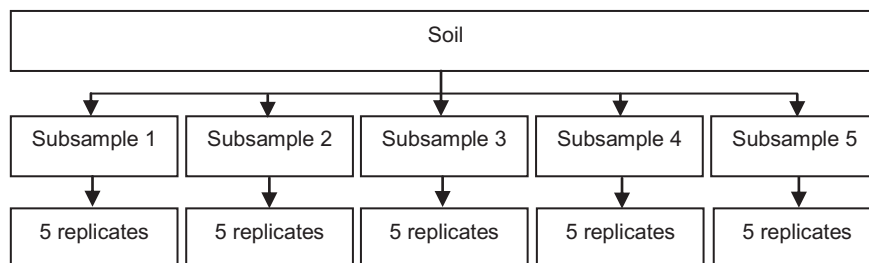 Soil
Subsample 1
Subsample 2
Subsample 3
Subsample 4
Subsample 5
5 replicates
5 replicates
5 replicates
5 replicates
5 replicates